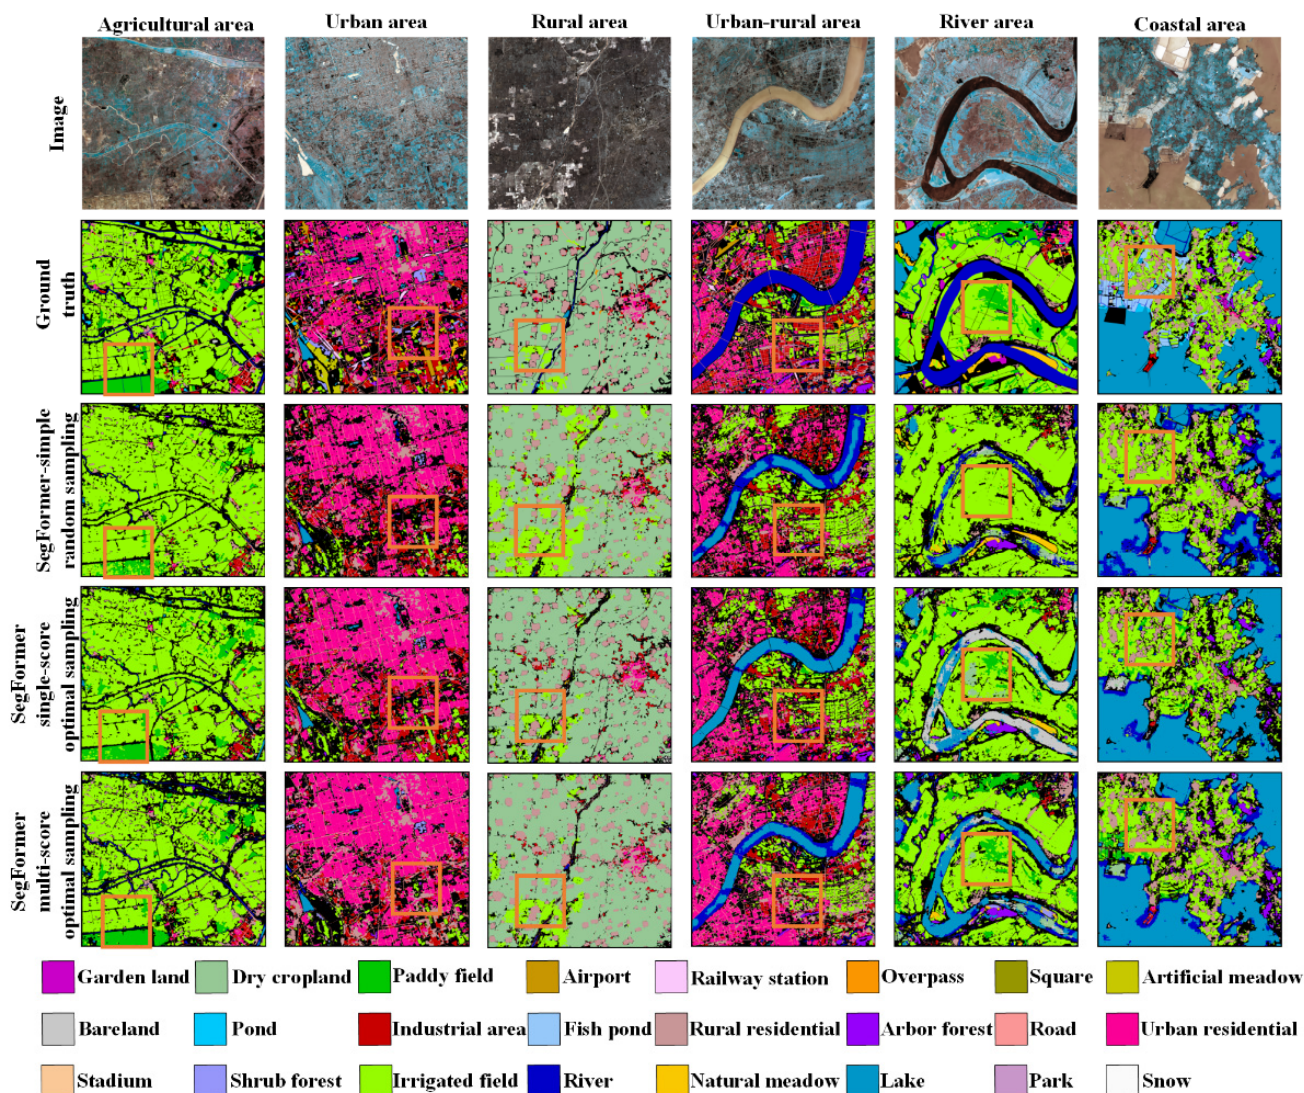 Agricultural area
Urban area
Rural area
Urban-rural area
River area
Coastal area
Image
Ground
truth
SegFormer-simple
random sampling
SegFormer
single-score
optimal sampling
SegFormer
multi-score
optimal sampling
Garden land
Dry cropland
Paddy field
Airport
Railway station
Overpass
Square
Artificial meadow
Bareland
Pond
Industrial area
Fish pond
Rural residential
Arbor forest
Road
Urban residential
Stadium
Shrub forest
Irrigated field
River
Natural meadow
Lake
Park
Snow